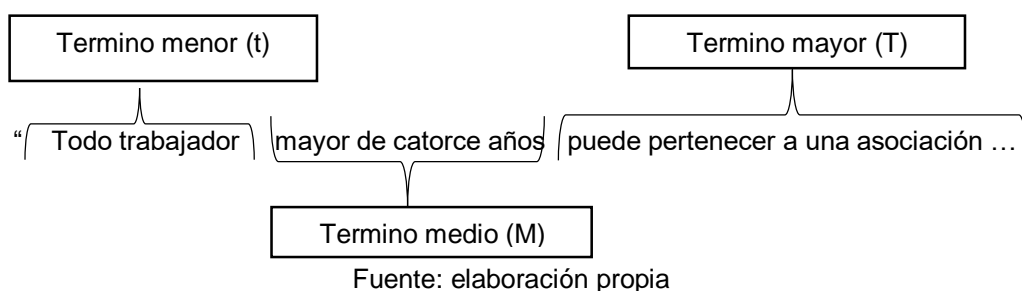 Termino menor (t)
Termino mayor (T)
“ Todo trabajador mayor de catorce años puede pertenecer a una asociación …
Termino medio (M)
Fuente: elaboración propia